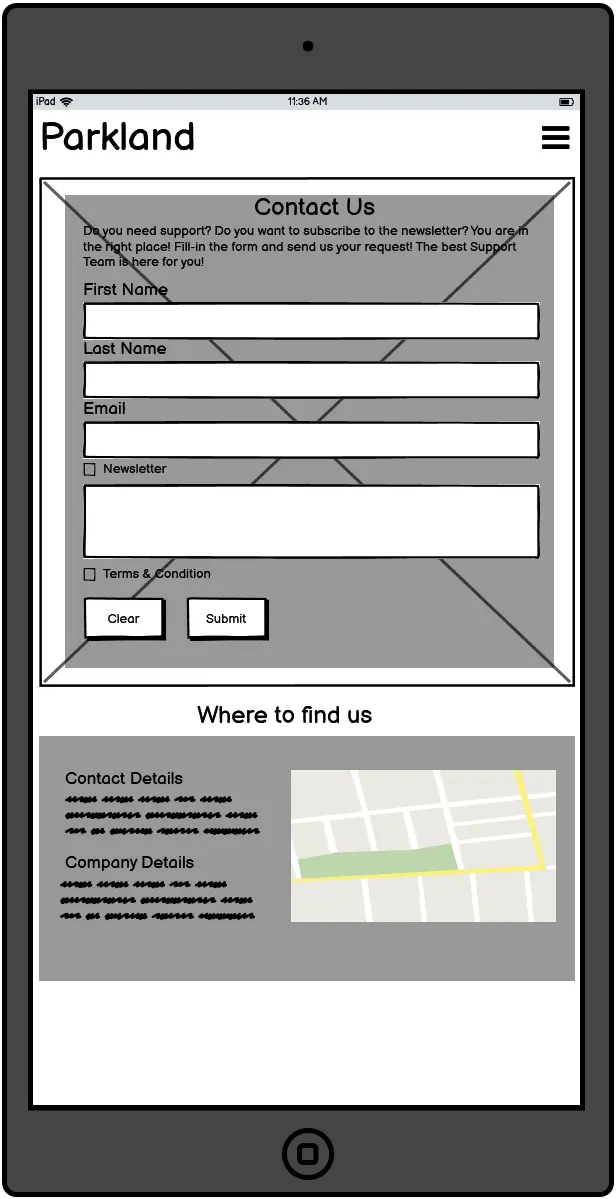 iPad
11:36 AM
Parkland
Contact Us
Do you need support? Do you want to subscribe to the newsletter? You are in
the right place! Fill-in the form and send us your request! The best Support
Team is here for you!
First Name
Last Name
Email
Newsletter
Terms & Condition
Clear
Submit
Where to find us
Contact Details
Company Details